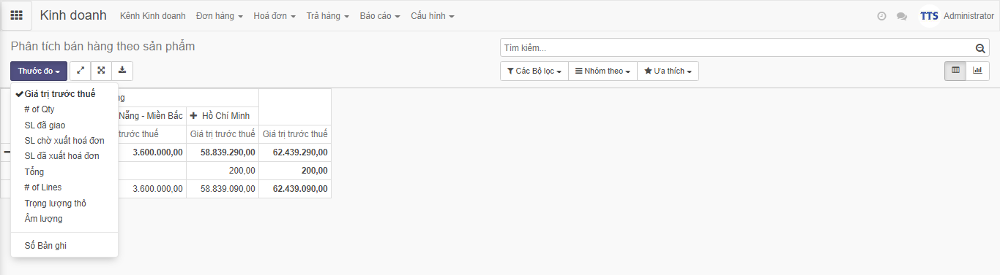 Kinh doanh Kênh Kinh doanh Đơn hàng Hoá đơn Trả hàng Báo cáo Cấu hình TTS Administrator
Phân tích bán hàng theo sản phẩm
Tìm kiếm...
Thước đo Các Bộ lọc Nhóm theo Ưa thích
Giá trị trước thuế
# of Qty
SL đã giao
SL chờ xuất hoá đơn
SL đã xuất hoá đơn
Tổng
# of Lines
Trọng lượng thô
Âm lượng
Số Bản ghi
Nẵng - Miền Bắc Hồ Chí Minh
trước thuế Giá trị trước thuế Giá trị trước thuế
3.600.000,00 58.839.290,00 62.439.290,00
200,00 200,00
3.600.000,00 58.839.090,00 62.439.090,00